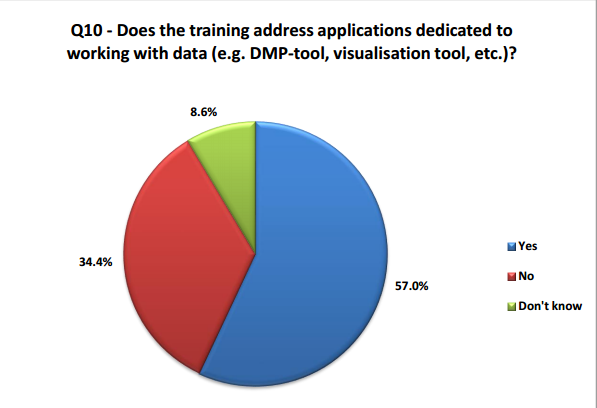 Q10 - Does the training address applications dedicated to
working with data (e.g. DMP-tool, visualisation tool, etc.)?
8.6%
34.4%
57.0%
Yes
No
Don't know